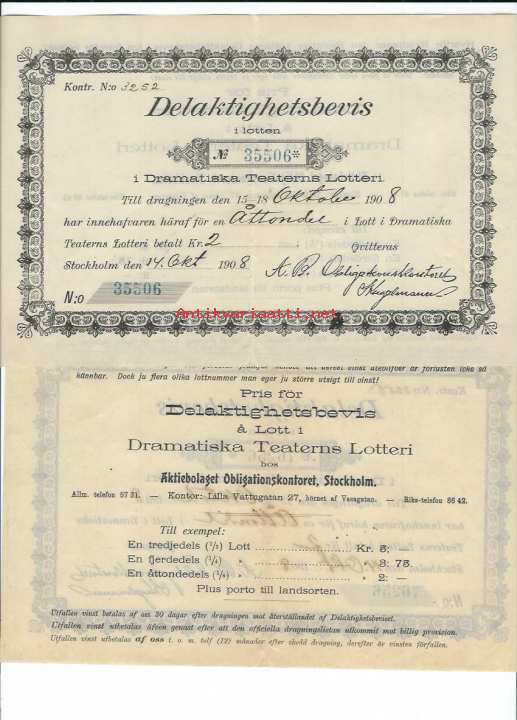 Kontr. N:o 3252
Delaktighetsbevis
i lotten
№ 35506*
i Dramatiska Teaterns Lotteri
Till dragningen den 15-18 Oktober 1908
har innehafvaren häraf för en Åttondel i Lott i Dramatiska
Teaterns Lotteri betalt Kr. 2 Qvitteras
Stockholm den 14 Okt 1908. A. B. Obligationskontoret
N:o 35506
Antikvariaatti.net
kännbar. Dock ju flera olika lottnummer man eger ju större utsigt till vinst!
Pris för
Delaktighetsbevis
å Lott i
Dramatiska Teaterns Lotteri
hos
Aktiebolaget Obligationskontoret, Stockholm.
Allm. telefon 57 31. — Kontor: Lilla Vattugatan 27, hörnet af Vasagatan. — Riks-telefon 86 42.
Till exempel:
En tredjedels (1/3) Lott Kr. 5; —
En fjerdedels (1/4) » » 3: 75
En åttondedels (1/8) » » 2: —
Plus porto till landsorten.
Utfallen vinst betalas af oss 30 dagar efter dragningen mot återställandet af Delaktighetsbeviset.
Utfallen vinst utbetalas äfven genast efter att den officiella dragningslistan utkommit mot billig provision.
Utfallen vinst utbetalas af oss t. o. m. tolf (12) månader efter skedd dragning, derefter är vinsten förfallen.